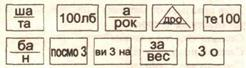 ша
та
100лб
а
рок
дро
те100
ба
н
посмо 3
ви 3 на
за
вес
3 о